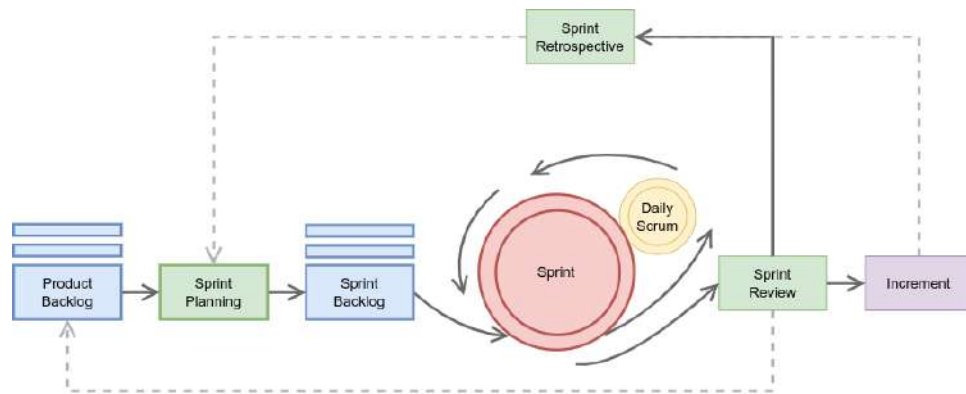 Sprint
Retrospective
Daily
Scrum
Product
Backlog
Sprint
Planning
Sprint
Backlog
Sprint
Sprint
Review
Increment